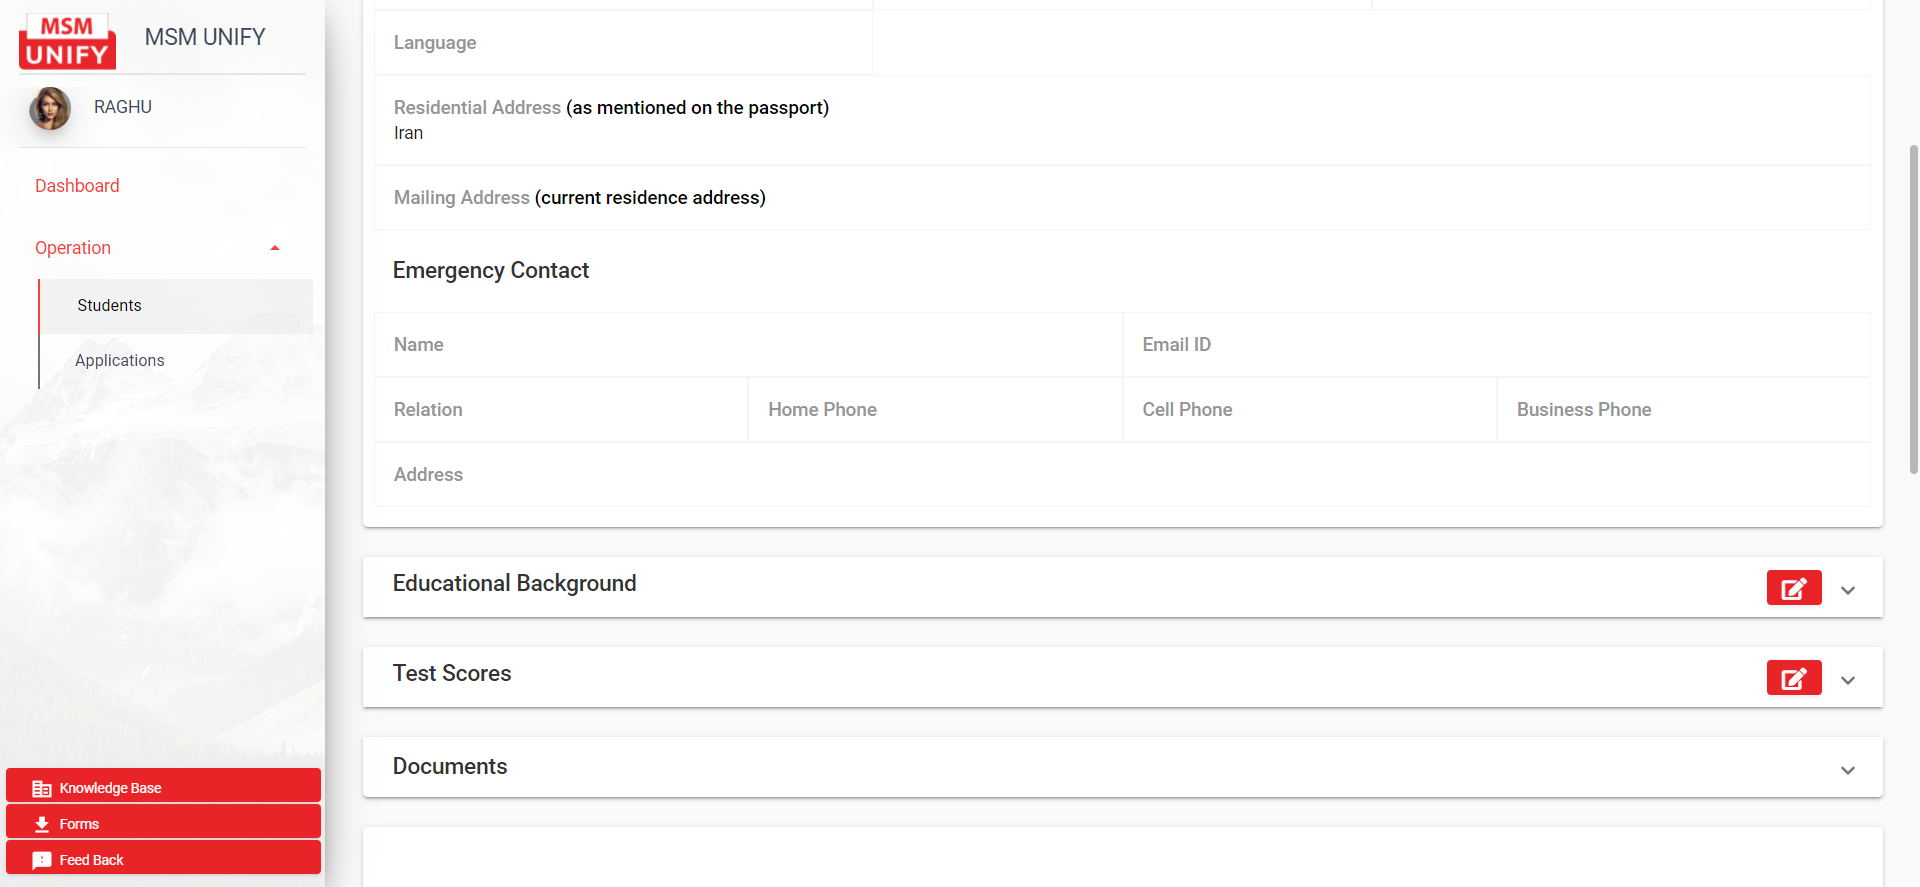 MSM
UNIFY
MSM UNIFY
RAGHU
Dashboard
Operation
Students
Applications
Knowledge Base
Forms
Feed Back
Language
Residential Address (as mentioned on the passport)
Iran
Mailing Address (current residence address)
Emergency Contact
Name Email ID
Relation Home Phone Cell Phone Business Phone
Address
Educational Background
Test Scores
Documents